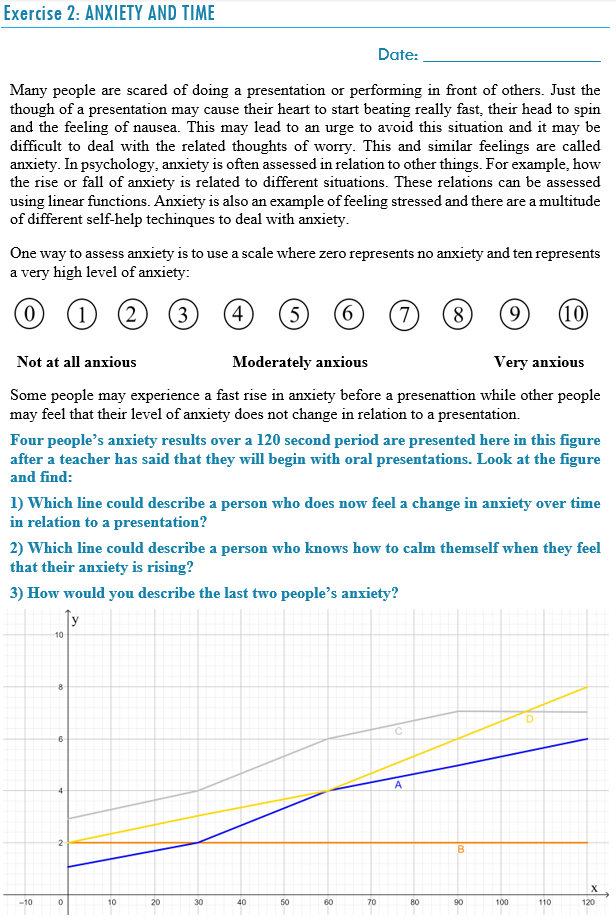 Exercise 2: ANXIETY AND TIME
Date: ___________________________
Many people are scared of doing a presentation or performing in front of others. Just the
though of a presentation may cause their heart to start beating really fast, their head to spin
and the feeling of nausea. This may lead to an urge to avoid this situation and it may be
difficult to deal with the related thoughts of worry. This and similar feelings are called
anxiety. In psychology, anxiety is often assessed in relation to other things. For example, how
the rise or fall of anxiety is related to different situations. These relations can be assessed
using linear functions. Anxiety is also an example of feeling stressed and there are a multitude
of different self-help techinques to deal with anxiety.
One way to assess anxiety is to use a scale where zero represents no anxiety and ten represents
a very high level of anxiety:
0 1 2 3 4 5 6 7 8 9 10
Not at all anxious Moderately anxious Very anxious
Some people may experience a fast rise in anxiety before a presenattion while other people
may feel that their level of anxiety does not change in relation to a presentation.
Four people's anxiety results over a 120 second period are presented here in this figure
after a teacher has said that they will begin with oral presentations. Look at the figure
and find:
1) Which line could describe a person who does now feel a change in anxiety over time
in relation to a presentation?
2) Which line could describe a person who knows how to calm themself when they feel
that their anxiety is rising?
3) How would you describe the last two people's anxiety?
y
10
8
D
6
C
4
A
2
B
x
−10 0 10 20 30 40 50 60 70 80 90 100 110 120